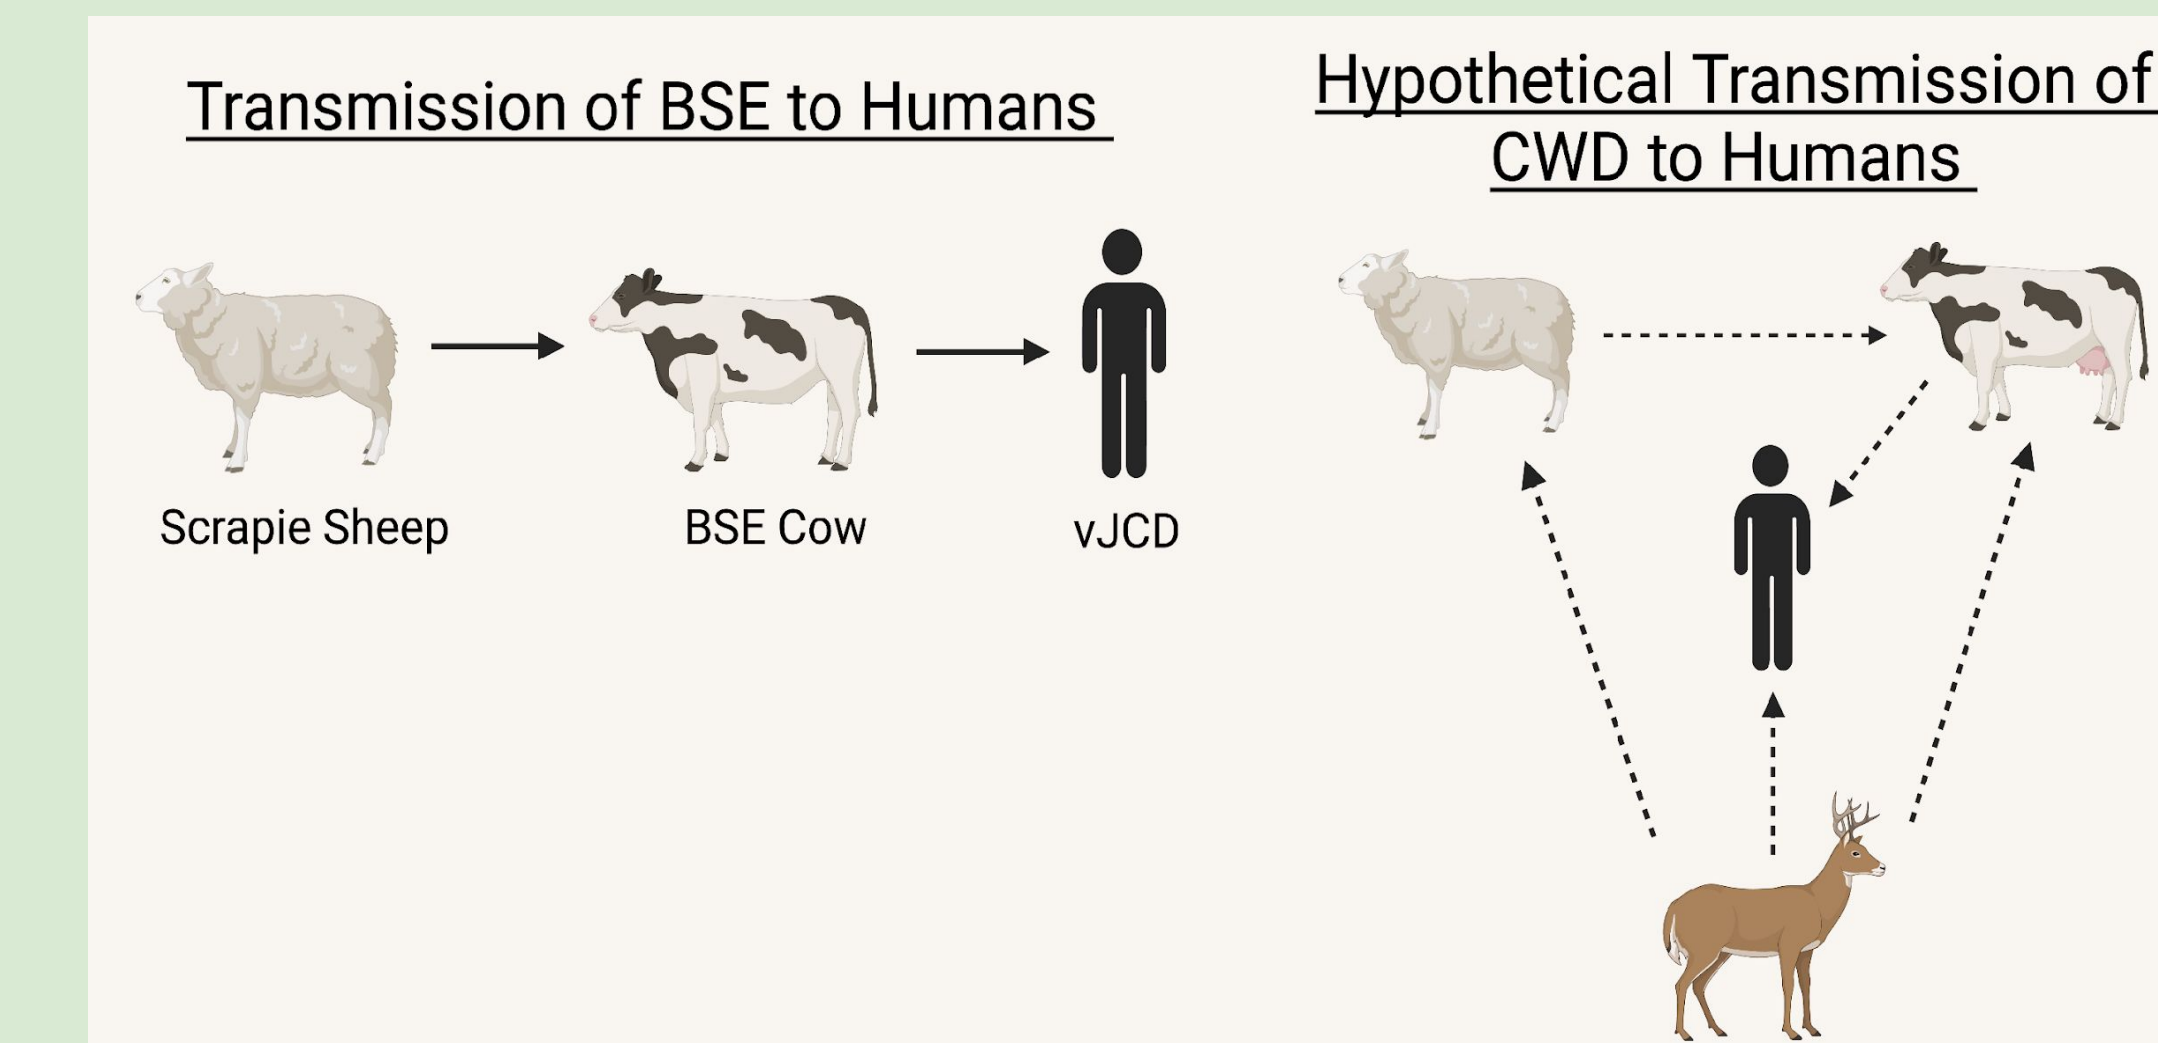 Transmission of BSE to Humans
Hypothetical Transmission of
CWD to Humans
Scrapie Sheep
BSE Cow
vJCD